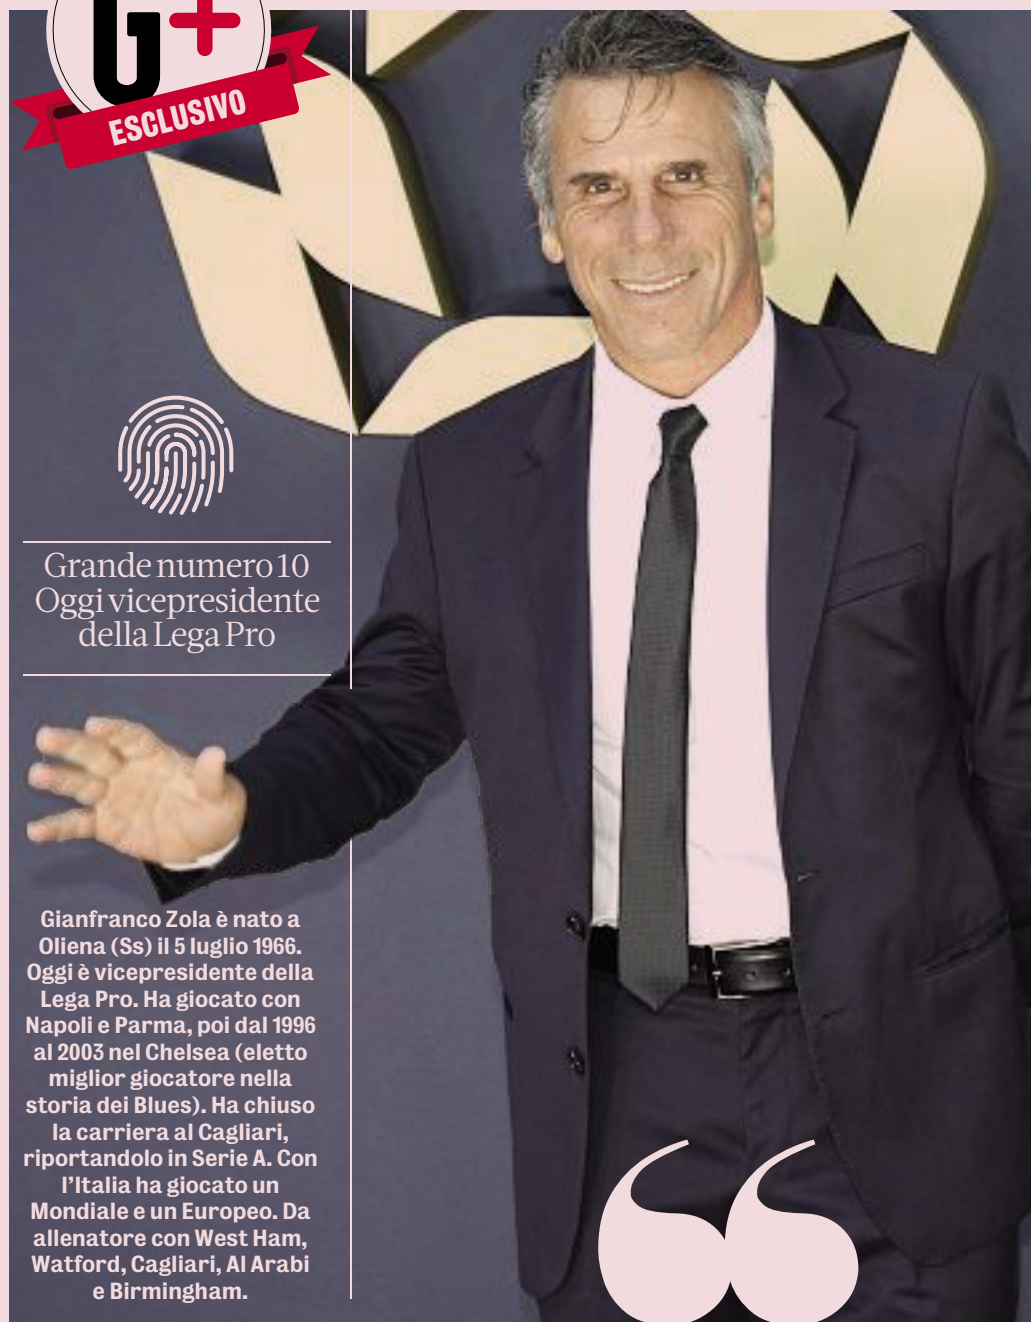 G+
ESCLUSIVO
Grande numero 10
Oggi vicepresidente
della Lega Pro
Gianfranco Zola è nato a
Oliena (Ss) il 5 luglio 1966.
Oggi è vicepresidente della
Lega Pro. Ha giocato con
Napoli e Parma, poi dal 1996
al 2003 nel Chelsea (eletto
miglior giocatore nella
storia dei Blues). Ha chiuso
la carriera al Cagliari,
riportandolo in Serie A. Con
l’Italia ha giocato un
Mondiale e un Europeo. Da
allenatore con West Ham,
Watford, Cagliari, Al Arabi
e Birmingham.
“